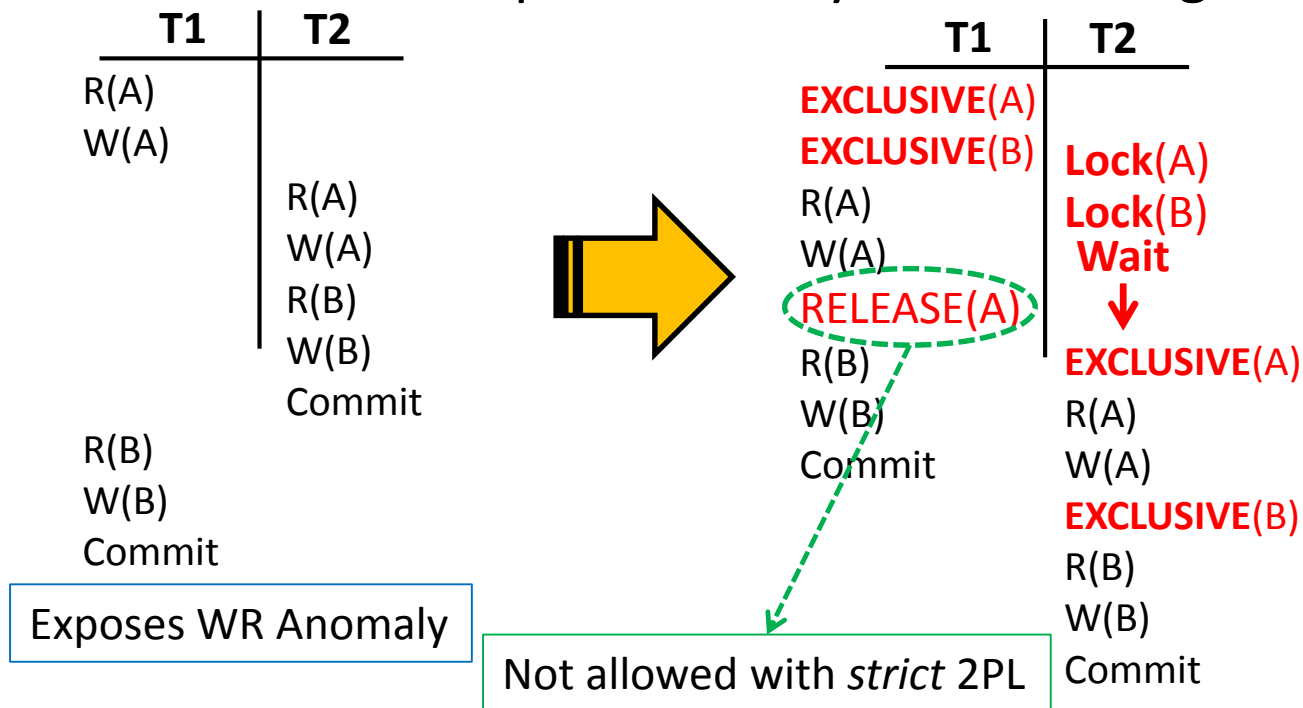 T1 T2
R(A)
W(A)
R(A)
W(A)
R(B)
W(B)
Commit
R(B)
W(B)
Commit
Exposes WR Anomaly
T1 T2
EXCLUSIVE(A)
EXCLUSIVE(B)
R(A)
W(A)
RELEASE(A)
R(B)
W(B)
Commit
Lock(A)
Lock(B)
Wait
EXCLUSIVE(A)
R(A)
W(A)
EXCLUSIVE(B)
R(B)
W(B)
Commit
Not allowed with strict 2PL